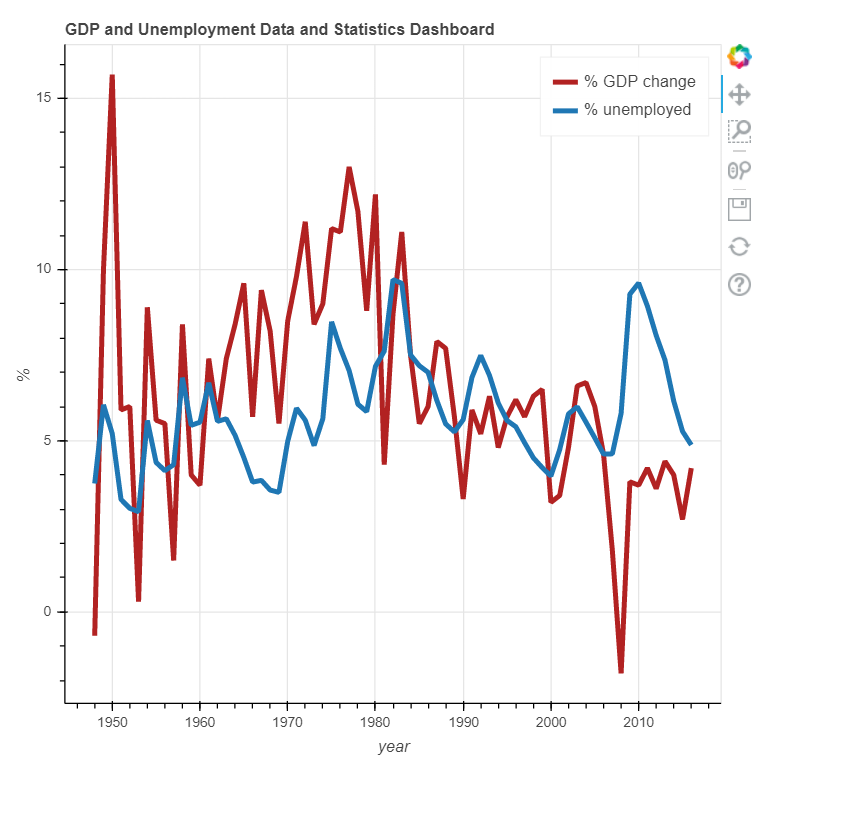 GDP and Unemployment Data and Statistics Dashboard
% GDP change
% unemployed
15
10
5
0
%
1950 1960 1970 1980 1990 2000 2010
year